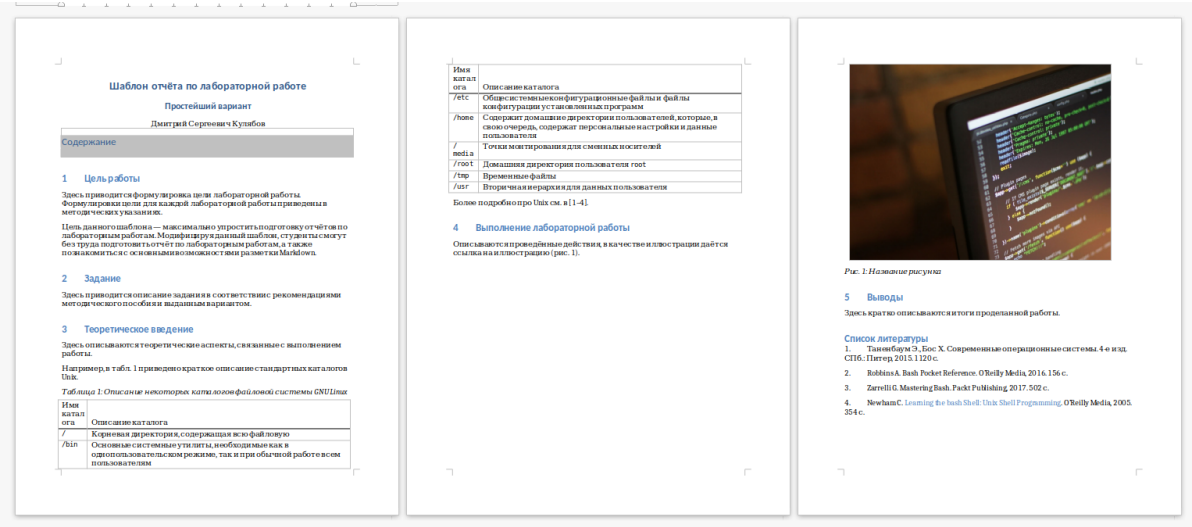 Шаблон отчёта по лабораторной работе
Простейший вариант
Дмитрий Сергеевич Кулябов
Содержание
1 Цель работы
Здесь приводится формулировка цели лабораторной работы.
Формулировки цели для каждой лабораторной работы приведены в
методических указаниях.
Цель данного шаблона — максимально упростить подготовку отчётов по
лабораторным работам. Модифицируя данный шаблон, студенты смогут
без труда подготовить отчёт по лабораторным работам, а также
познакомиться с основными возможностями разметки Markdown.
2 Задание
Здесь приводится описание задания в соответствии с рекомендациями
методического пособия и выданным вариантом.
3 Теоретическое введение
Здесь описываются теоретические аспекты, связанные с выполнением
работы.
Например, в табл. 1 приведено краткое описание стандартных каталогов
Unix.
Таблица 1: Описание некоторых каталогов файловой системы GNU Linux
Имя
катал
ога Описание каталога
/ Корневая директория, содержащая всю файловую
/bin Основные системные утилиты, необходимые как в
однопользовательском режиме, так и при обычной работе всем
пользователям
Имя
катал
ога Описание каталога
/etc Общесистемные конфигурационные файлы и файлы
конфигурации установленных программ
/home Содержит домашние директории пользователей, которые, в
свою очередь, содержат персональные настройки и данные
пользователя
/ Точки монтирования для сменных носителей
media
/root Домашняя директория пользователя root
/tmp Временные файлы
/usr Вторичная иерархия для данных пользователя
Более подробно про Unix см. в [1–4].
4 Выполнение лабораторной работы
Описываются проведённые действия, в качестве иллюстрации даётся
ссылка на иллюстрацию (рис. 1).
Рис. 1: Название рисунка
5 Выводы
Здесь кратко описываются итоги проделанной работы.
Список литературы
1. Таненбаум Э., Бос Х. Современные операционные системы. 4-е изд.
СПб.: Питер, 2015. 1120 с.
2. Robbins A. Bash Pocket Reference. O'Reilly Media, 2016. 156 с.
3. Zarrelli G. Mastering Bash. Packt Publishing, 2017. 502 с.
4. Newham C. Learning the bash Shell: Unix Shell Programming. O'Reilly Media, 2005.
354 с.